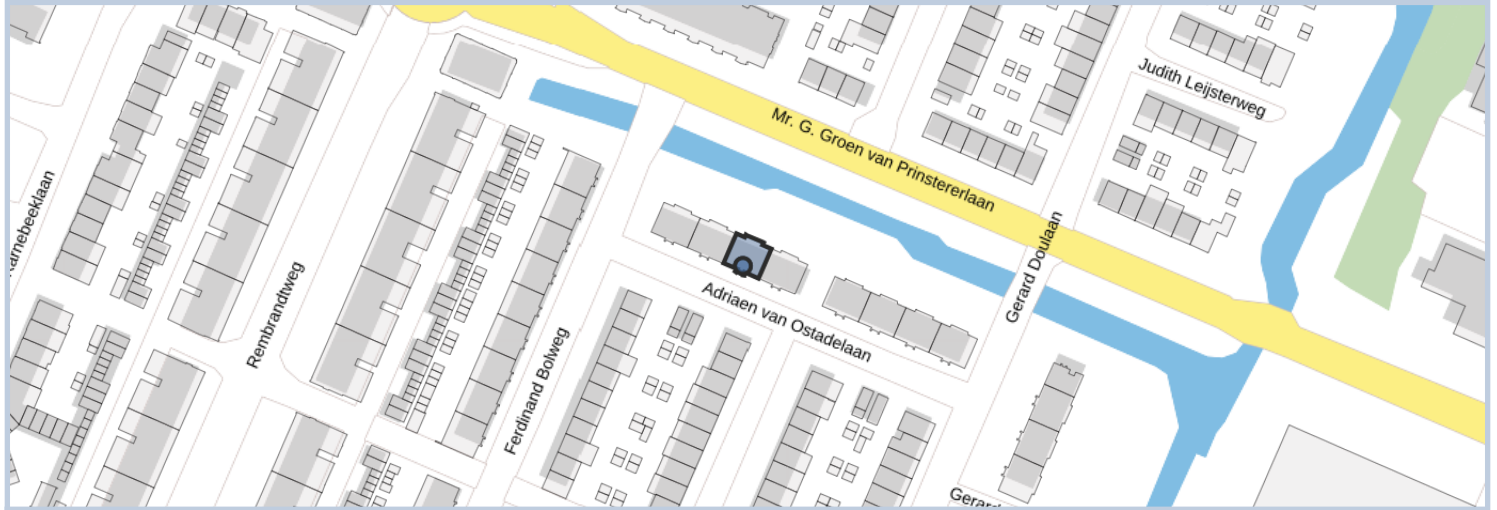 Judith Leijsterweg
Mr. G. Groen van Prinstererlaan
Gerard Doulaan
Rembrandtweg
Adriaen van Ostadelaan
Ferdinand Bolweg